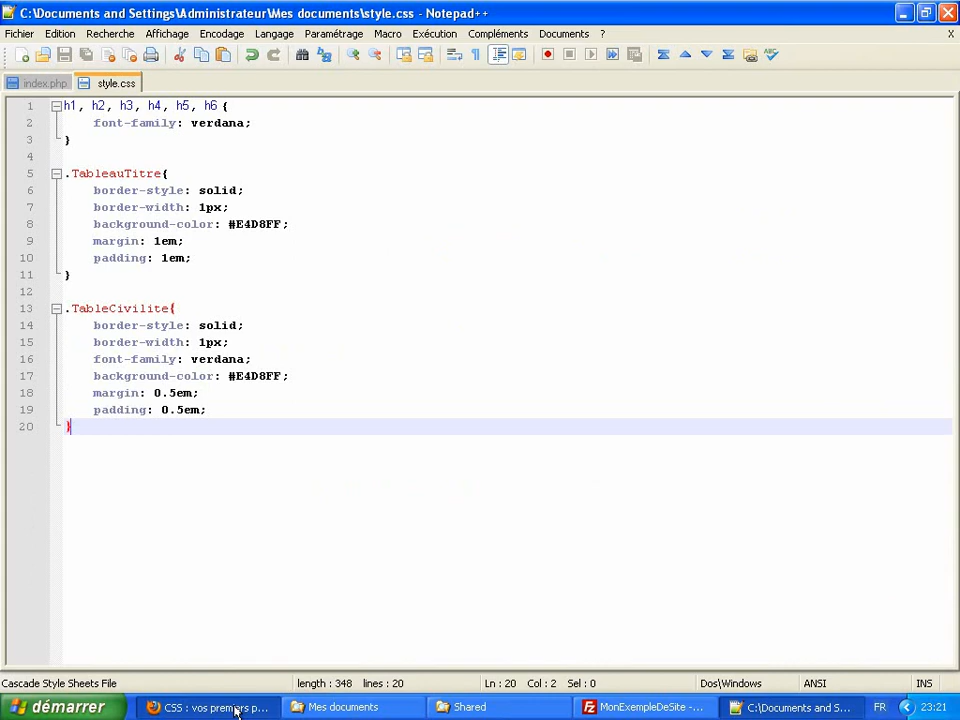 C:\Documents and Settings\Administrateur\Mes documents\style.css - Notepad++
Fichier Edition Recherche Affichage Encodage Langage Paramétrage Macro Exécution Compléments Documents ? X
index.php style.css
1 h1, h2, h3, h4, h5, h6 {
2 font-family: verdana;
3 }
4
5 .TableauTitre{
6 border-style: solid;
7 border-width: 1px;
8 background-color: #E4D8FF;
9 margin: 1em;
10 padding: 1em;
11 }
12
13 .TableCivilite{
14 border-style: solid;
15 border-width: 1px;
16 font-family: verdana;
17 background-color: #E4D8FF;
18 margin: 0.5em;
19 padding: 0.5em;
20 }
Cascade Style Sheets File length : 348 lines : 20 Ln : 20 Col : 2 Sel : 0 Dos\Windows ANSI INS
démarrer CSS : vos premiers p... Mes documents Shared MonExempleDeSite - ... C:\Documents and S... FR 23:21